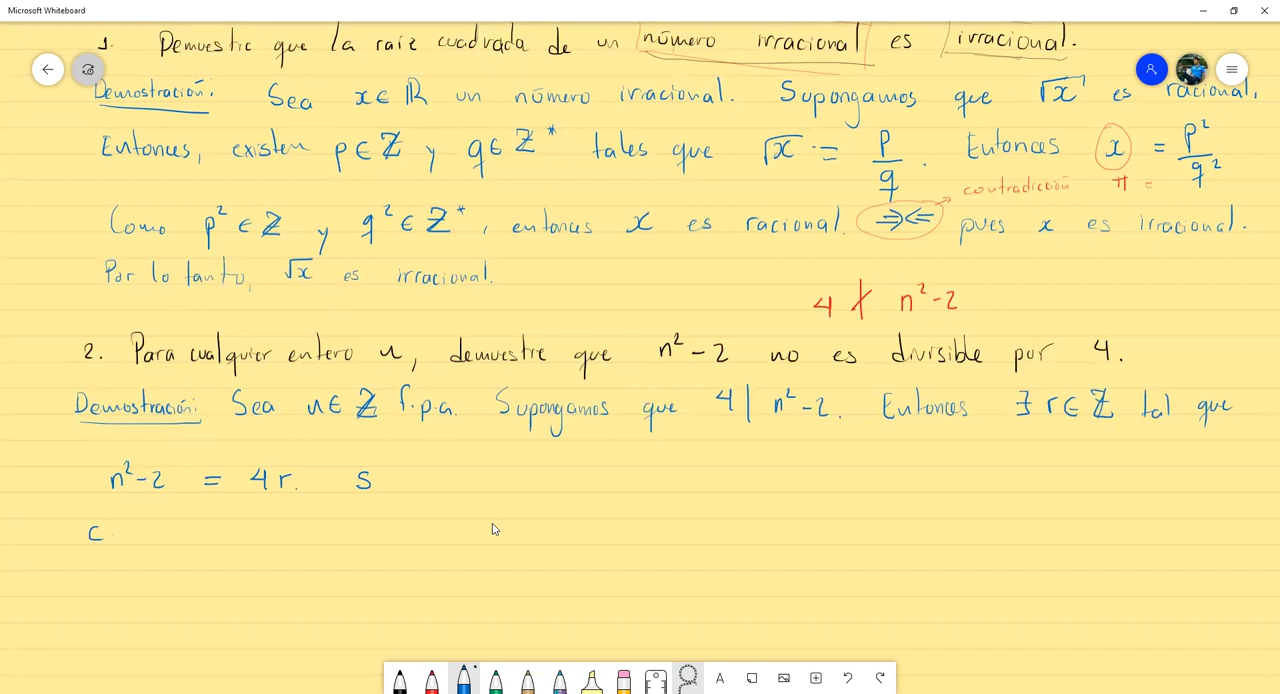 Microsoft Whiteboard
1. Demuestre que la raíz cuadrada de un número irracional es irracional.
Demostración: Sea x ∈ ℝ un número irracional. Supongamos que √x es racional.
Entonces, existen p ∈ ℤ y q ∈ ℤ* tales que √x = p/q. Entonces x = p²/q²
contradicción π =
Como p² ∈ ℤ y q² ∈ ℤ*, entonces x es racional. ⇒⇐ pues x es irracional.
Por lo tanto, √x es irracional.
4 ∤ n²-2
2. Para cualquier entero n, demuestre que n²-2 no es divisible por 4.
Demostración: Sea n ∈ ℤ f.p.a. Supongamos que 4 | n²-2. Entonces ∃ r ∈ ℤ tal que
n²-2 = 4r. S
C
A